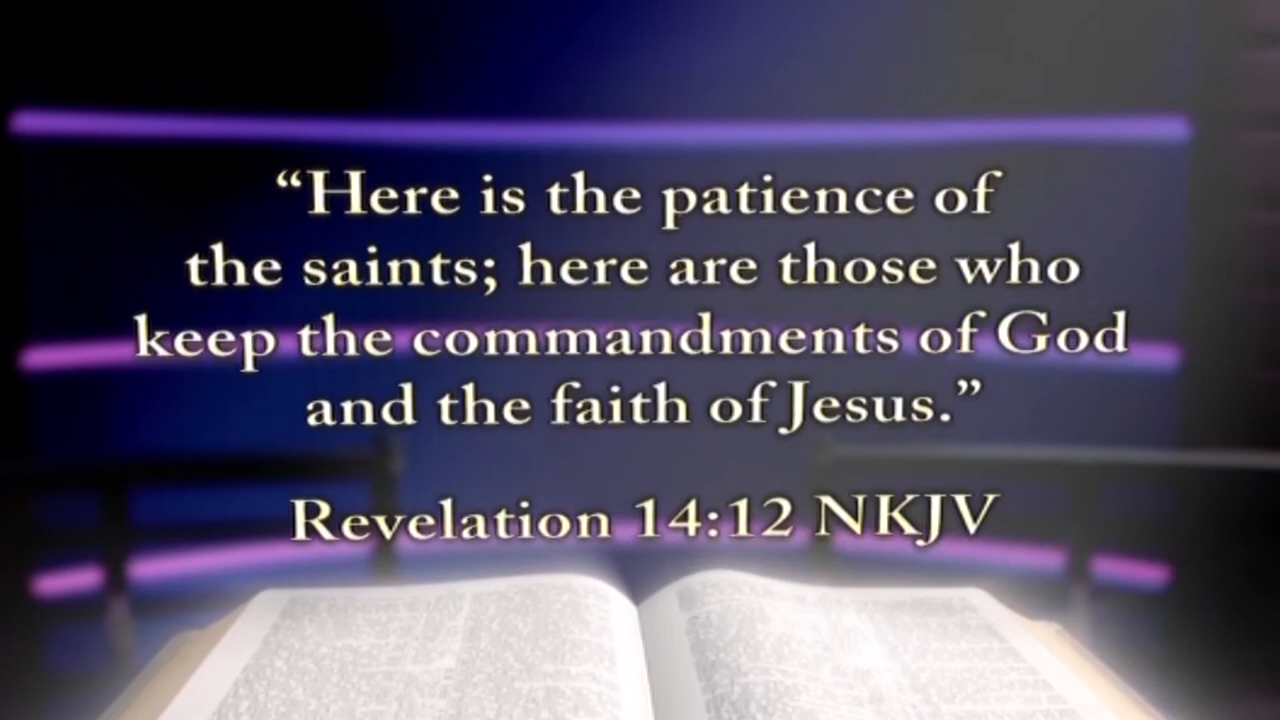 “Here is the patience of
the saints; here are those who
keep the commandments of God
and the faith of Jesus.”
Revelation 14:12 NKJV